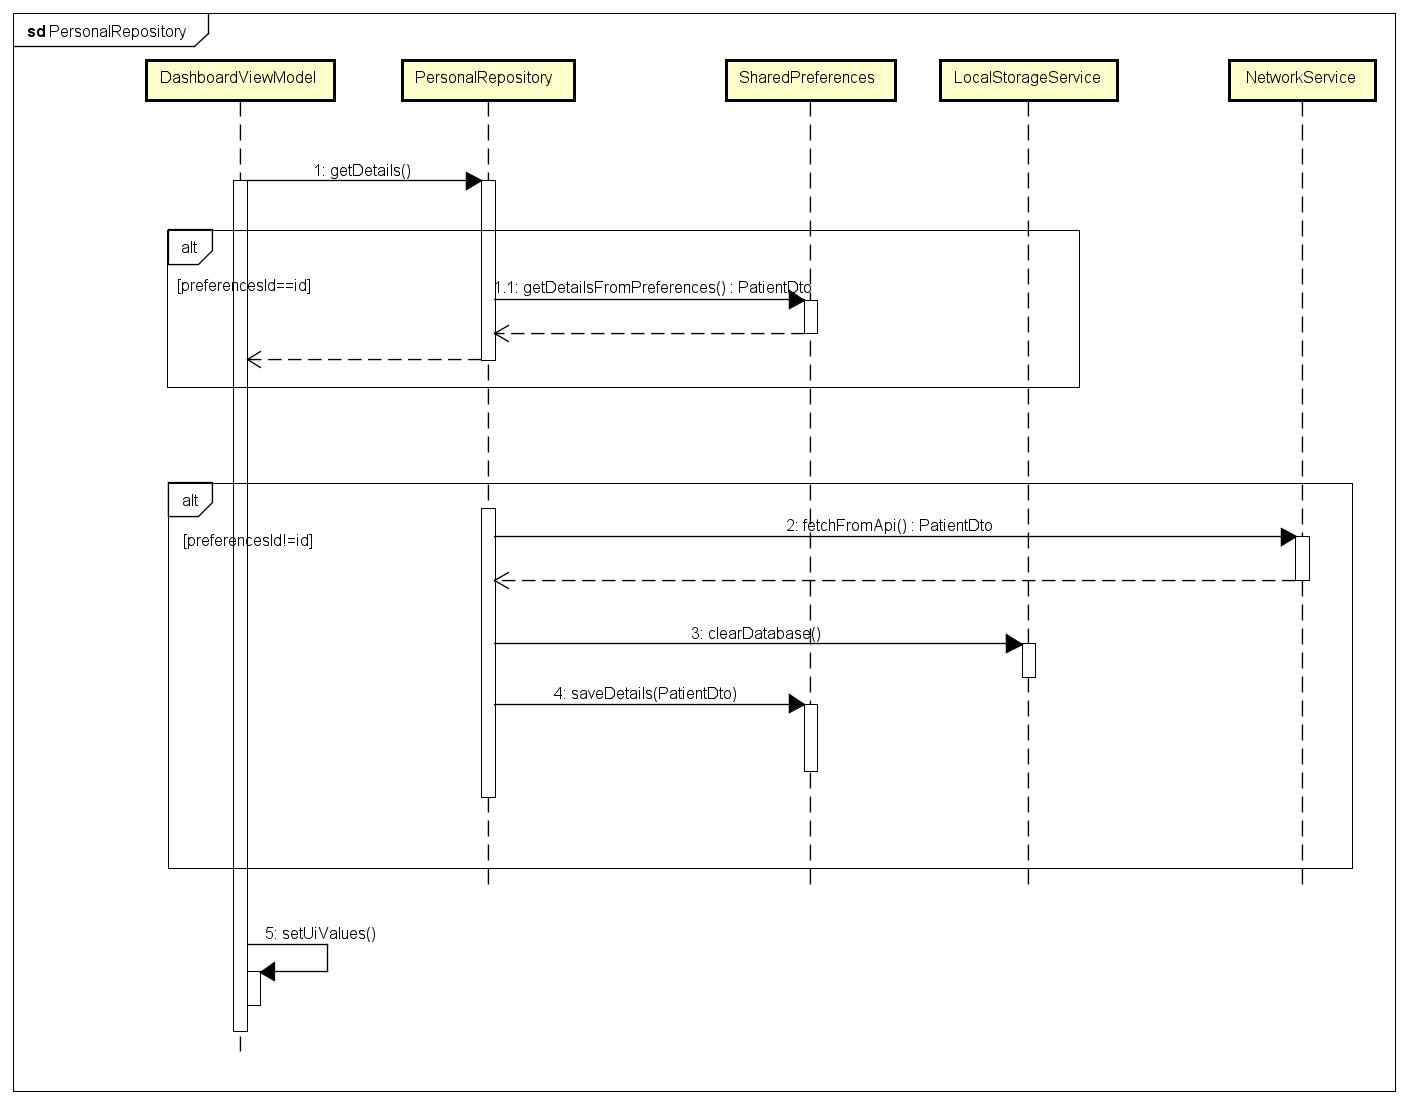 sd PersonalRepository
DashboardViewModel
PersonalRepository
SharedPreferences
LocalStorageService
NetworkService
1: getDetails()
alt
[preferencesId==id]
1.1: getDetailsFromPreferences() : PatientDto
alt
[preferencesId!=id]
2: fetchFromApi() : PatientDto
3: clearDatabase()
4: saveDetails(PatientDto)
5: setUiValues()